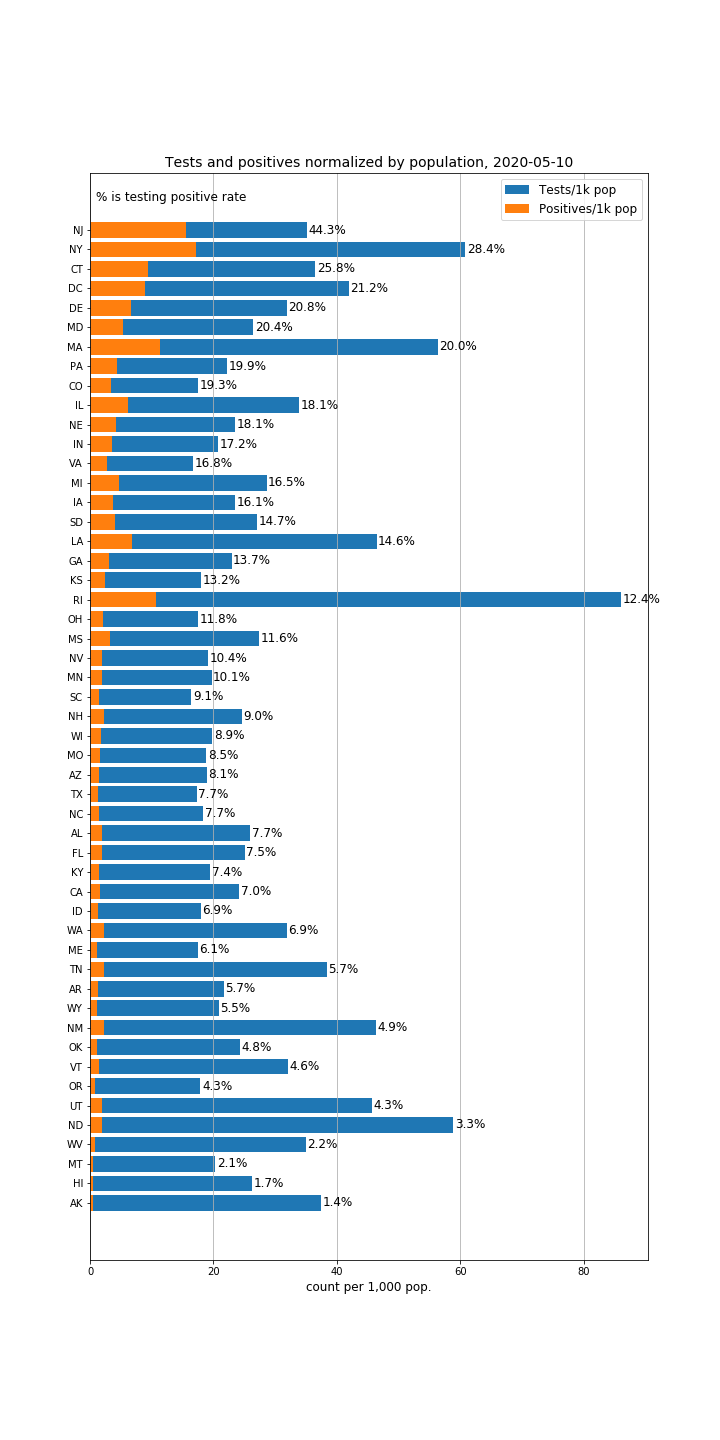 Tests and positives normalized by population, 2020-05-10
% is testing positive rate
Tests/1k pop
Positives/1k pop
NJ 44.3%
NY 28.4%
CT 25.8%
DC 21.2%
DE 20.8%
MD 20.4%
MA 20.0%
PA 19.9%
CO 19.3%
IL 18.1%
NE 18.1%
IN 17.2%
VA 16.8%
MI 16.5%
IA 16.1%
SD 14.7%
LA 14.6%
GA 13.7%
KS 13.2%
RI 12.4%
OH 11.8%
MS 11.6%
NV 10.4%
MN 10.1%
SC 9.1%
NH 9.0%
WI 8.9%
MO 8.5%
AZ 8.1%
TX 7.7%
NC 7.7%
AL 7.7%
FL 7.5%
KY 7.4%
CA 7.0%
ID 6.9%
WA 6.9%
ME 6.1%
TN 5.7%
AR 5.7%
WY 5.5%
NM 4.9%
OK 4.8%
VT 4.6%
OR 4.3%
UT 4.3%
ND 3.3%
WV 2.2%
MT 2.1%
HI 1.7%
AK 1.4%
0 20 40 60 80
count per 1,000 pop.